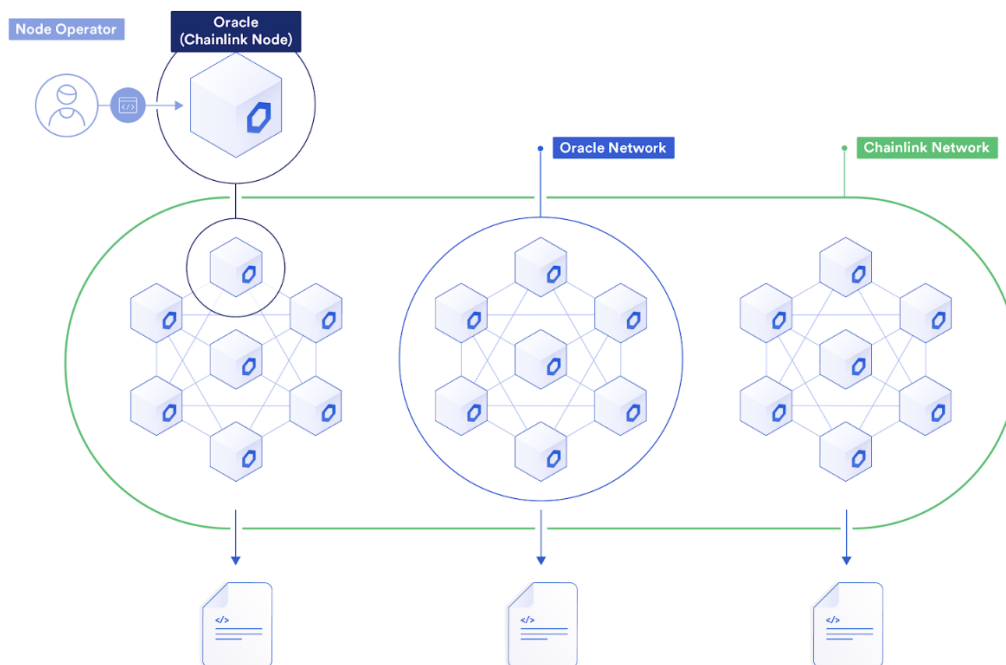 Node Operator
Oracle
(Chainlink Node)
</>
Oracle Network
Chainlink Network
</>
</>
</>